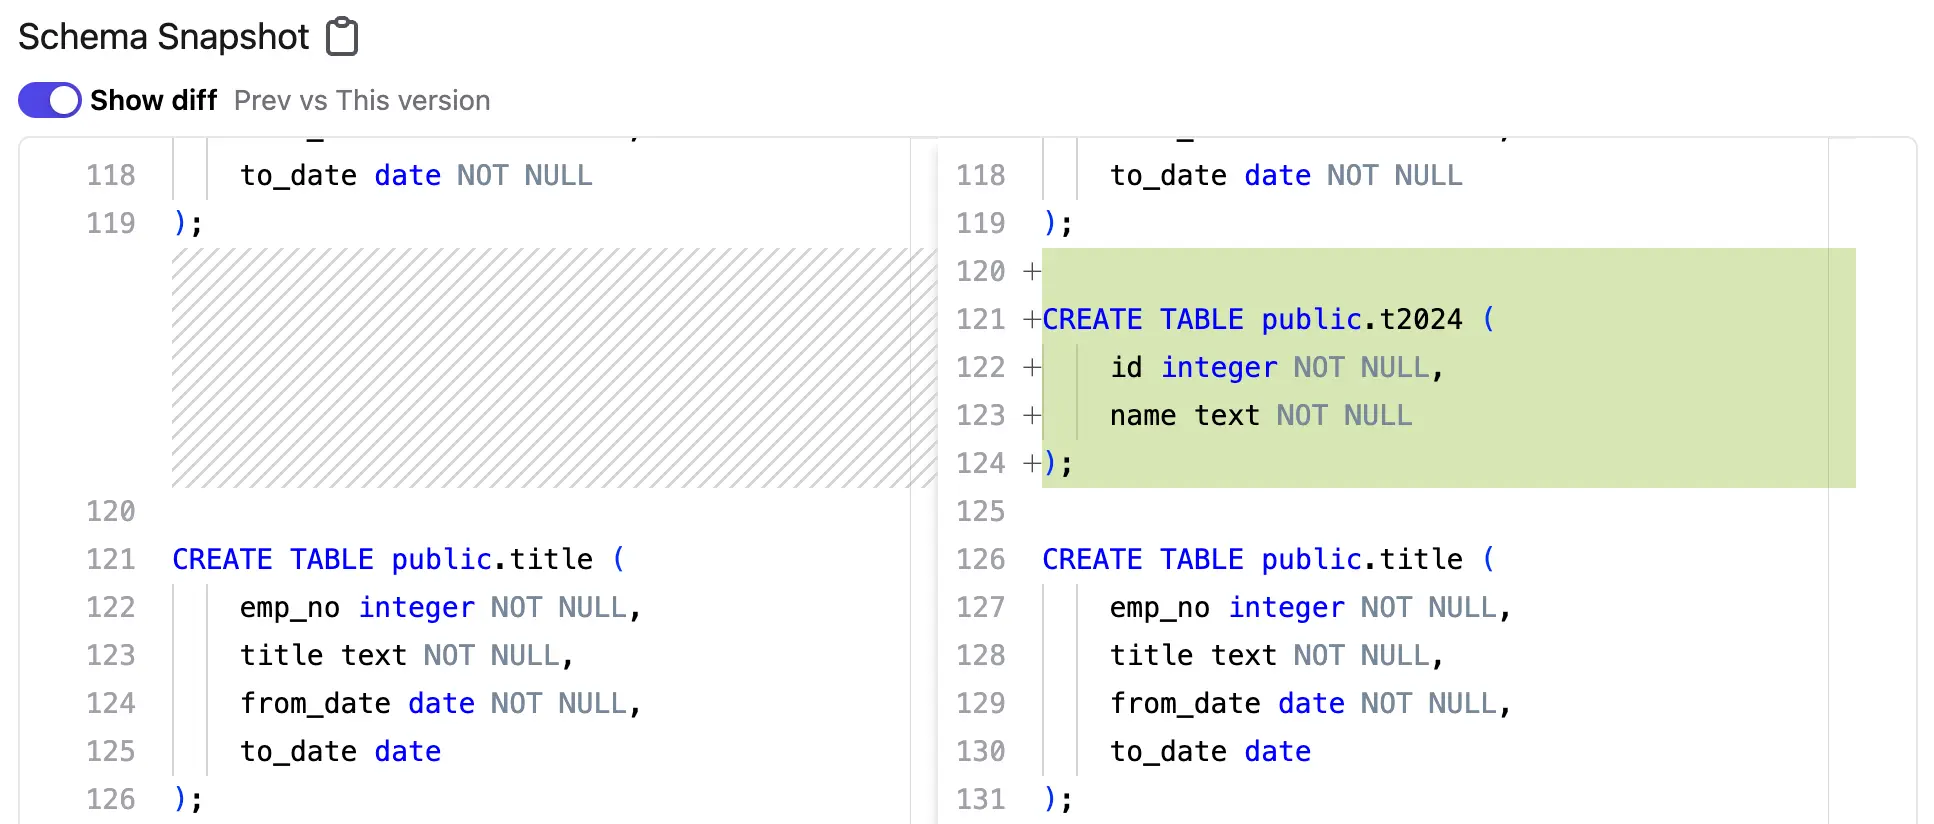 Schema Snapshot
Show diff Prev vs This version
118 to_date date NOT NULL
119 );
120
121 CREATE TABLE public.title (
122 emp_no integer NOT NULL,
123 title text NOT NULL,
124 from_date date NOT NULL,
125 to_date date
126 );
118 to_date date NOT NULL
119 );
120 +
121 +CREATE TABLE public.t2024 (
122 + id integer NOT NULL,
123 + name text NOT NULL
124 +);
125
126 CREATE TABLE public.title (
127 emp_no integer NOT NULL,
128 title text NOT NULL,
129 from_date date NOT NULL,
130 to_date date
131 );